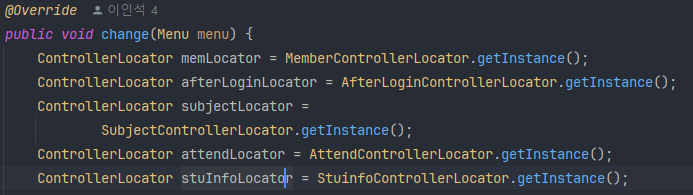 @Override 이인석 4
public void change(Menu menu) {
ControllerLocator memLocator = MemberControllerLocator.getInstance();
ControllerLocator afterLoginLocator = AfterLoginControllerLocator.getInstance();
ControllerLocator subjectLocator =
SubjectControllerLocator.getInstance();
ControllerLocator attendLocator = AttendControllerLocator.getInstance();
ControllerLocator stuInfoLocator = StuinfoControllerLocator.getInstance();